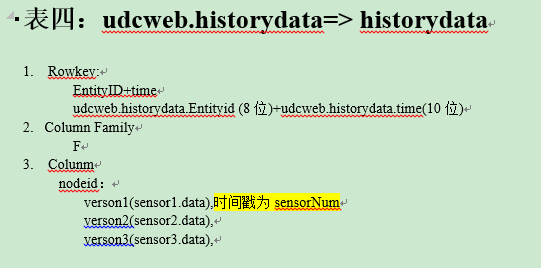 表四：udcweb.historydata=> historydata
1. Rowkey:
EntityID+time
udcweb.historydata.Entityid (8 位)+udcweb.historydata.time(10 位)
2. Column Family
F
3. Colunm
nodeid：
verson1(sensor1.data),时间戳为 sensorNum
verson2(sensor2.data),
verson3(sensor3.data),